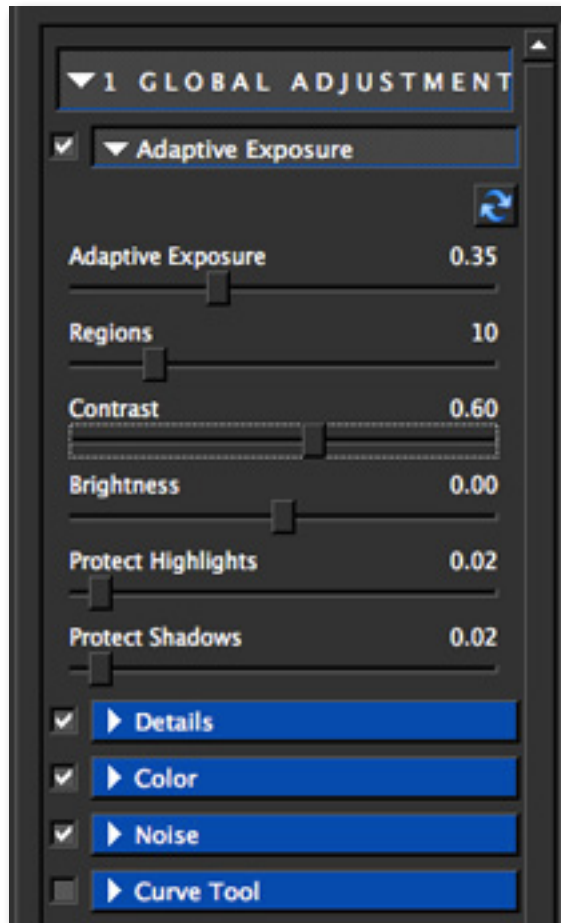 1 GLOBAL ADJUSTMENT
Adaptive Exposure
Adaptive Exposure 0.35
Regions 10
Contrast 0.60
Brightness 0.00
Protect Highlights 0.02
Protect Shadows 0.02
Details
Color
Noise
Curve Tool